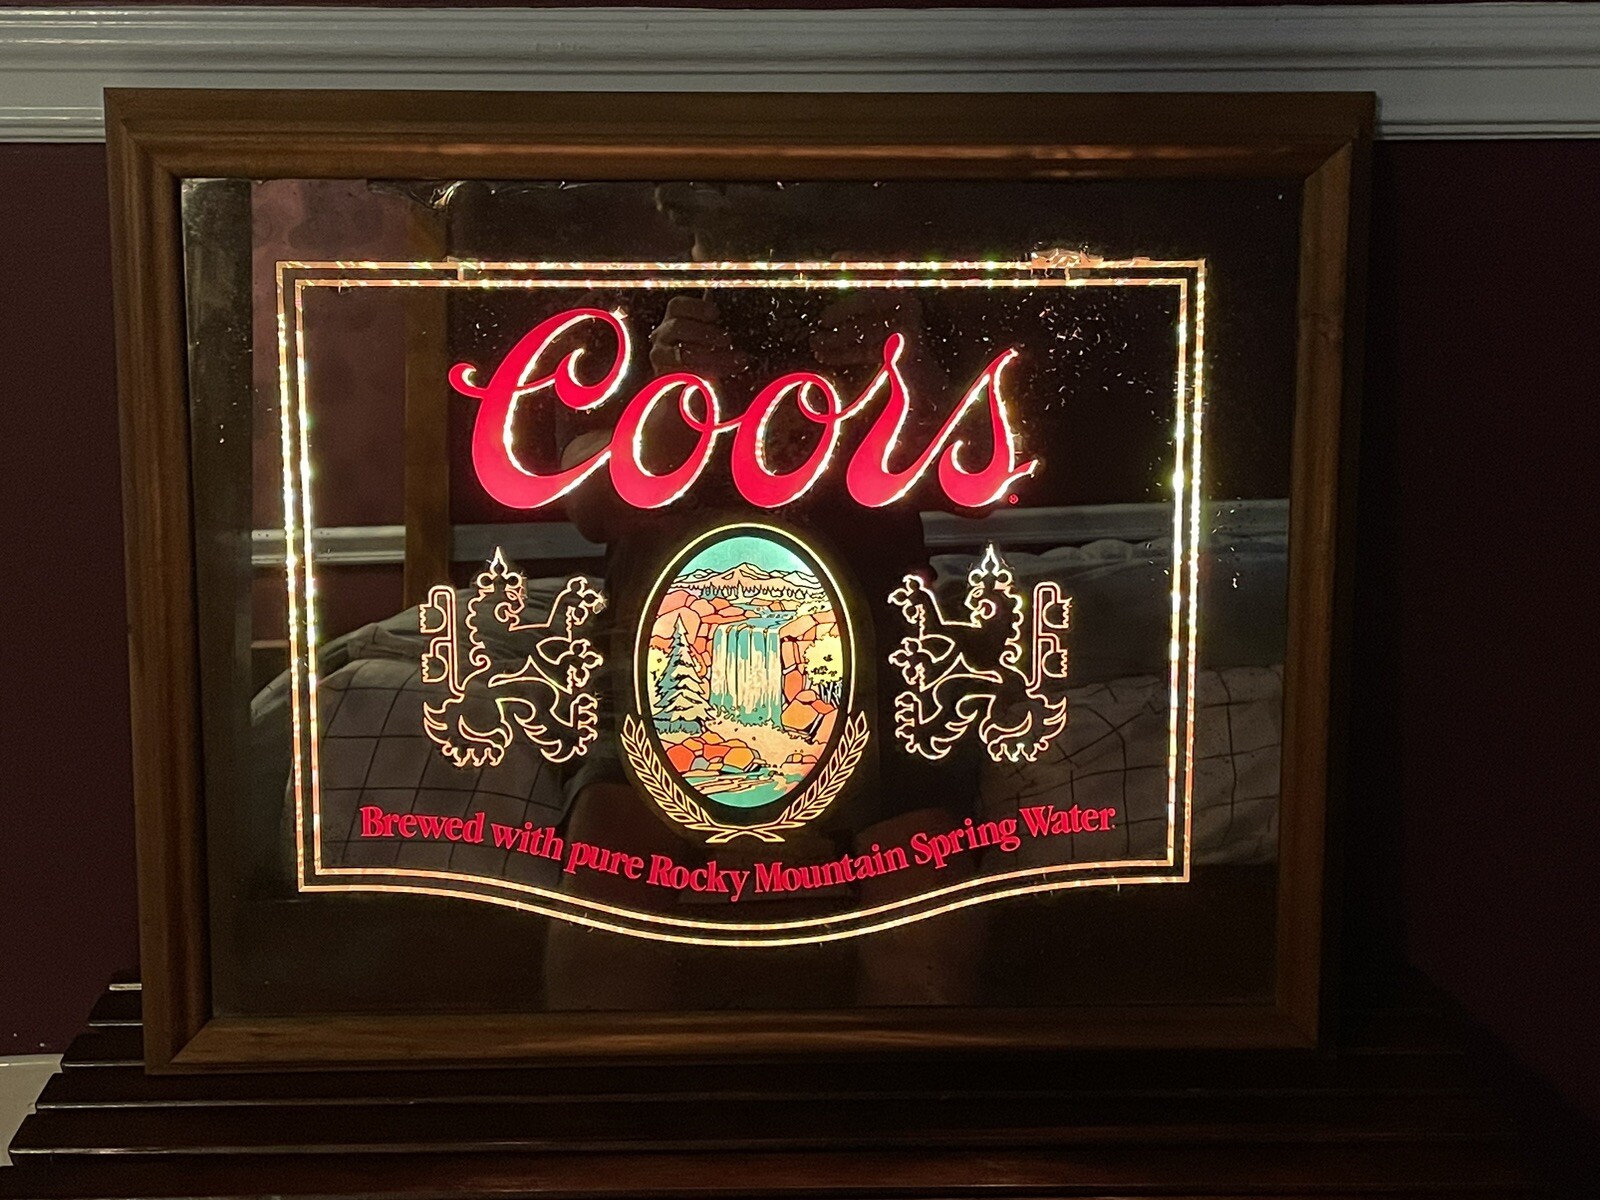 Coors®
Brewed with pure Rocky Mountain Spring Water.